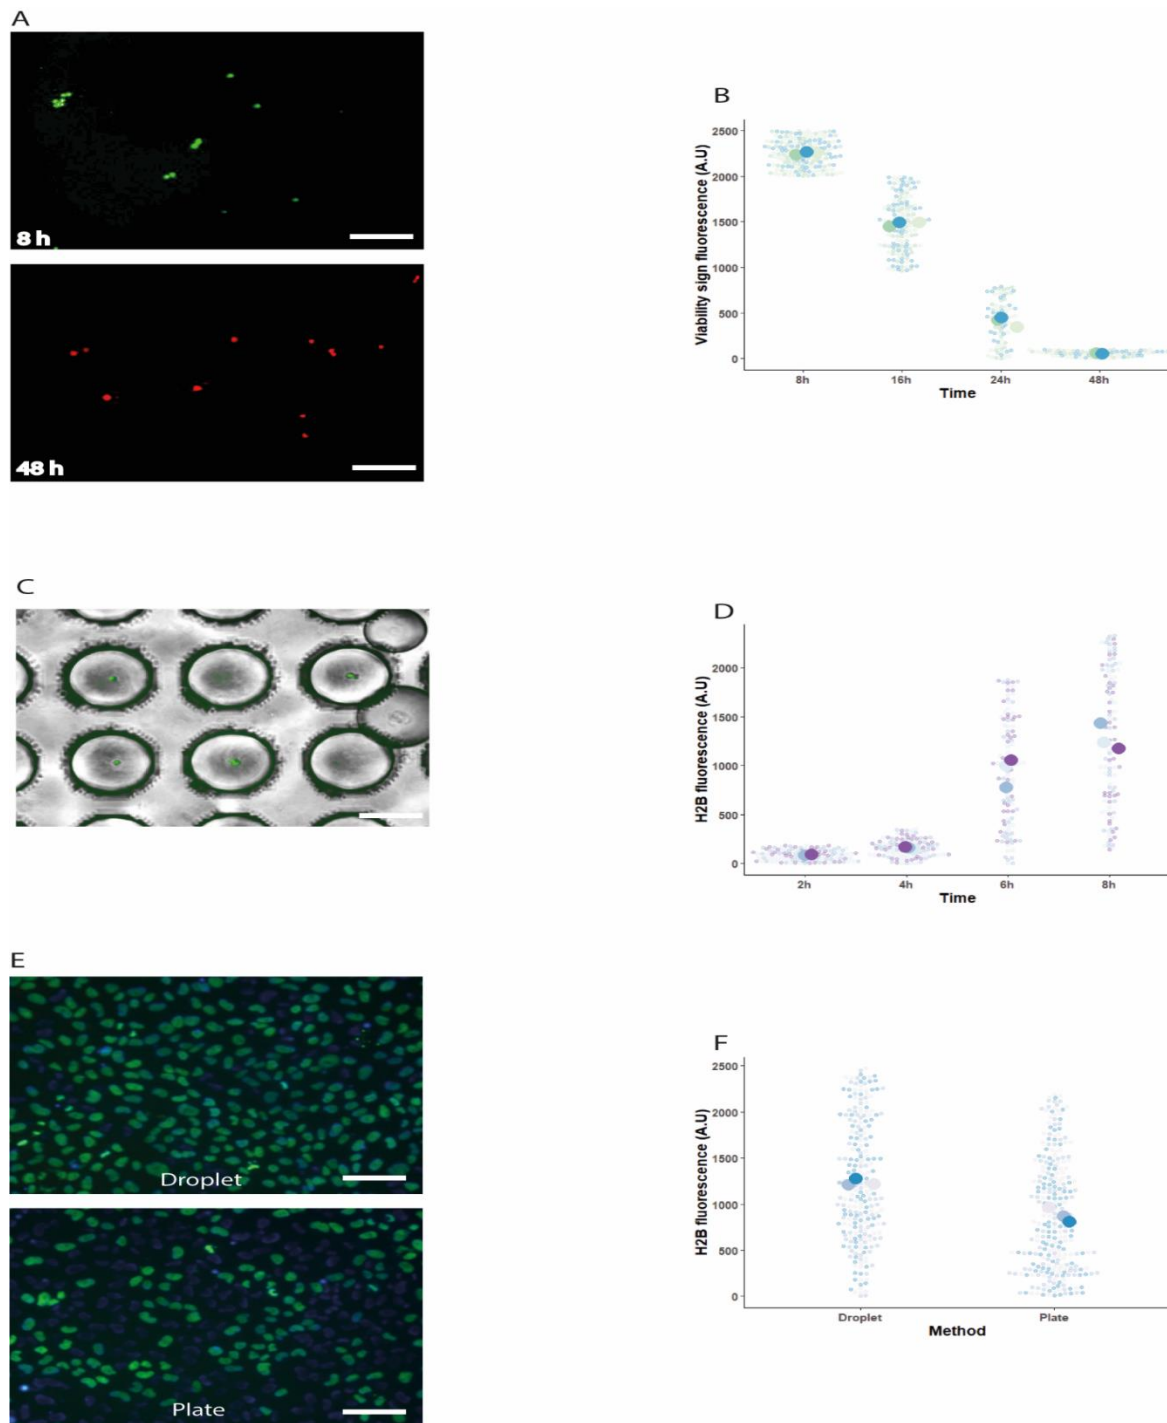 A
8 h
48 h
B
Viability sign fluorescence (A.U)
2500
2000
1500
1000
500
0
8h 16h 24h 48h
Time
C
D
H2B fluorescence (A.U)
2000
1500
1000
500
0
2h 4h 6h 8h
Time
E
Droplet
Plate
F
H2B fluorescence (A.U)
2500
2000
1500
1000
500
0
Droplet Plate
Method